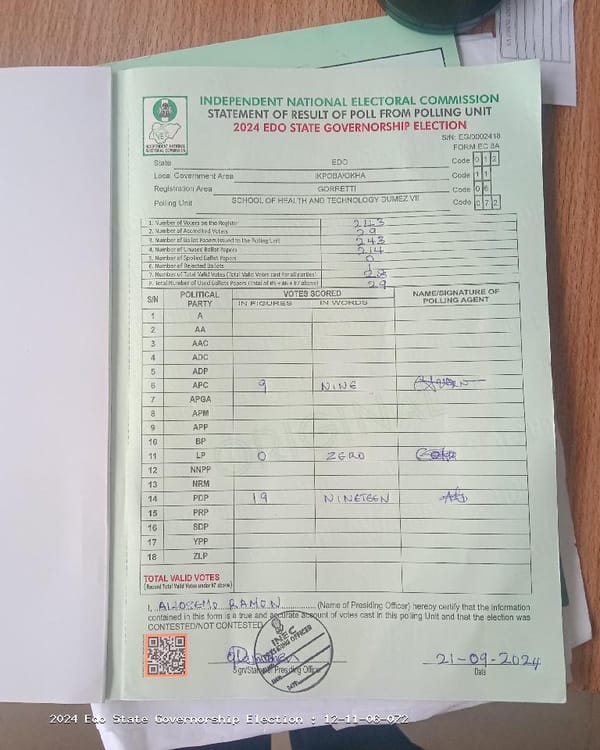 INDEPENDENT NATIONAL ELECTORAL COMMISSION
STATEMENT OF RESULT OF POLL FROM POLLING UNIT
2024 EDO STATE GOVERNORSHIP ELECTION
S/N: EG/0002418
FORM EC 8A
INDEPENDENT NATIONAL ELECTORAL COMMISSION
State EDO Code 0 1 2
Local Government Area IKPOBA/OKHA Code 1 1
Registration Area GORRETTI Code 0 6
Polling Unit SCHOOL OF HEALTH AND TECHNOLOGY DUMEZ VII Code 0 7 2
1. Number of Voters on the Register 243
2. Number of Accredited Voters 29
3. Number of Ballot Papers Issued to the Polling Unit 243
4. Number of Unused Ballot Papers 214
5. Number of Spoiled Ballot Papers 0
6. Number of Rejected Ballots
7. Number of Total Valid Votes (Total Valid Votes cast for all parties) 28
8. Total Number of Used Ballots Papers (Total of #5 + #6 + #7 above) 29
S/N POLITICAL PARTY VOTES SCORED NAME/SIGNATURE OF POLLING AGENT
IN FIGURES IN WORDS
1 A
2 AA
3 AAC
4 ADC
5 ADP
6 APC 9 NINE
7 APGA
8 APM
9 APP
10 BP
11 LP 0 ZERO
12 NNPP
13 NRM
14 PDP 19 NINETEEN
15 PRP
16 SDP
17 YPP
18 ZLP
TOTAL VALID VOTES
(Record Total Valid Votes under #7 above)
I, RAMON (Name of Presiding Officer) hereby certify that the information
contained in this form is a true and accurate account of votes cast in this polling Unit and that the election was
CONTESTED/NOT CONTESTED
INEC
PRESIDING OFFICER
DATE
Sign/Stamp of Presiding Officer
21-09-2024
Date
2024 Edo State Governorship Election : 12-11-06-072